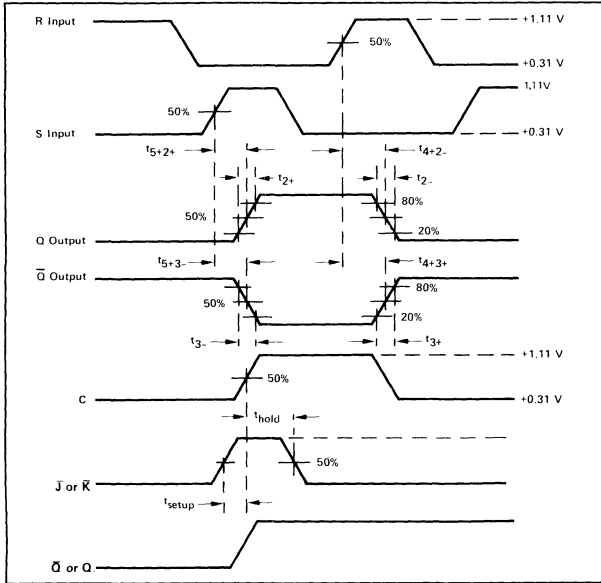 R Input
+1.11 V
50%
+0.31 V
1.11V
50%
S Input
+0.31 V
t5+2+
t4+2-
t2+
t2-
80%
50%
20%
Q Output
t5+3-
t4+3+
Q̅ Output
80%
50%
20%
t3-
t3+
+1.11 V
50%
C
+0.31 V
thold
50%
J̅ or K̅
tsetup
Q̅ or Q